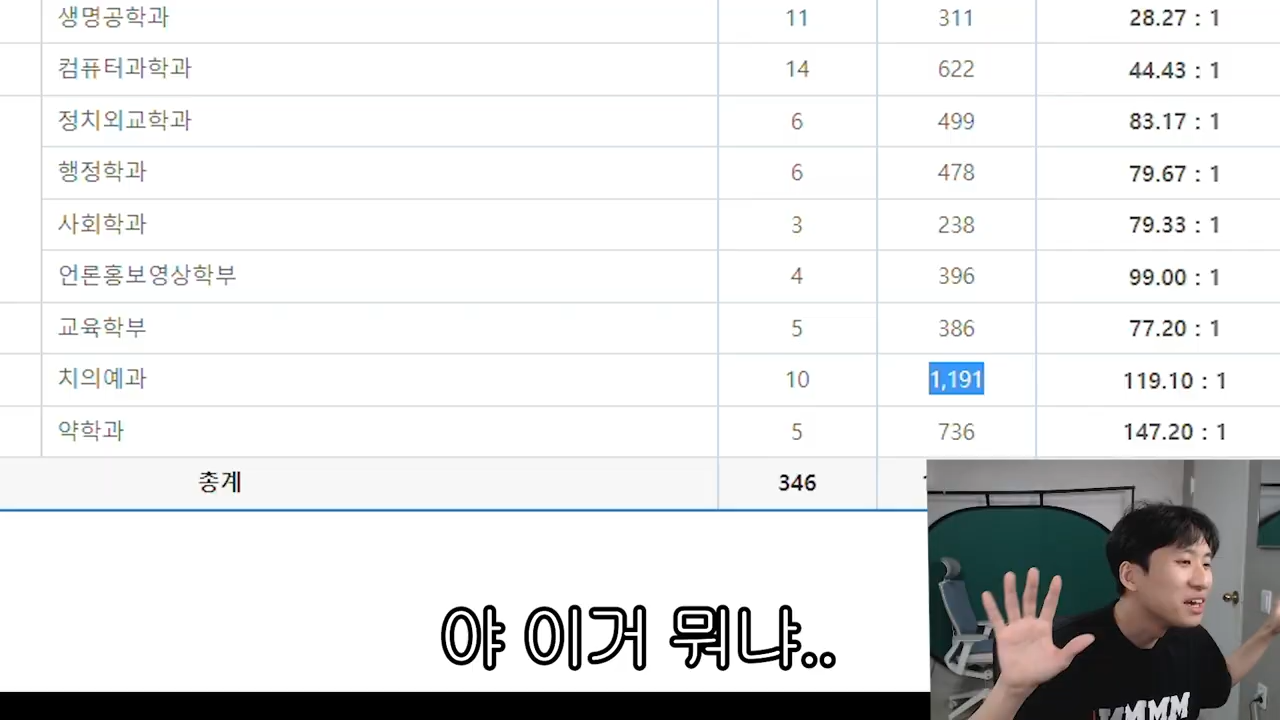 생명공학과 11 311 28.27 : 1
컴퓨터과학과 14 622 44.43 : 1
정치외교학과 6 499 83.17 : 1
행정학과 6 478 79.67 : 1
사회학과 3 238 79.33 : 1
언론홍보영상학부 4 396 99.00 : 1
교육학부 5 386 77.20 : 1
치의예과 10 1,191 119.10 : 1
약학과 5 736 147.20 : 1
총계 346
야 이거 뭐냐..